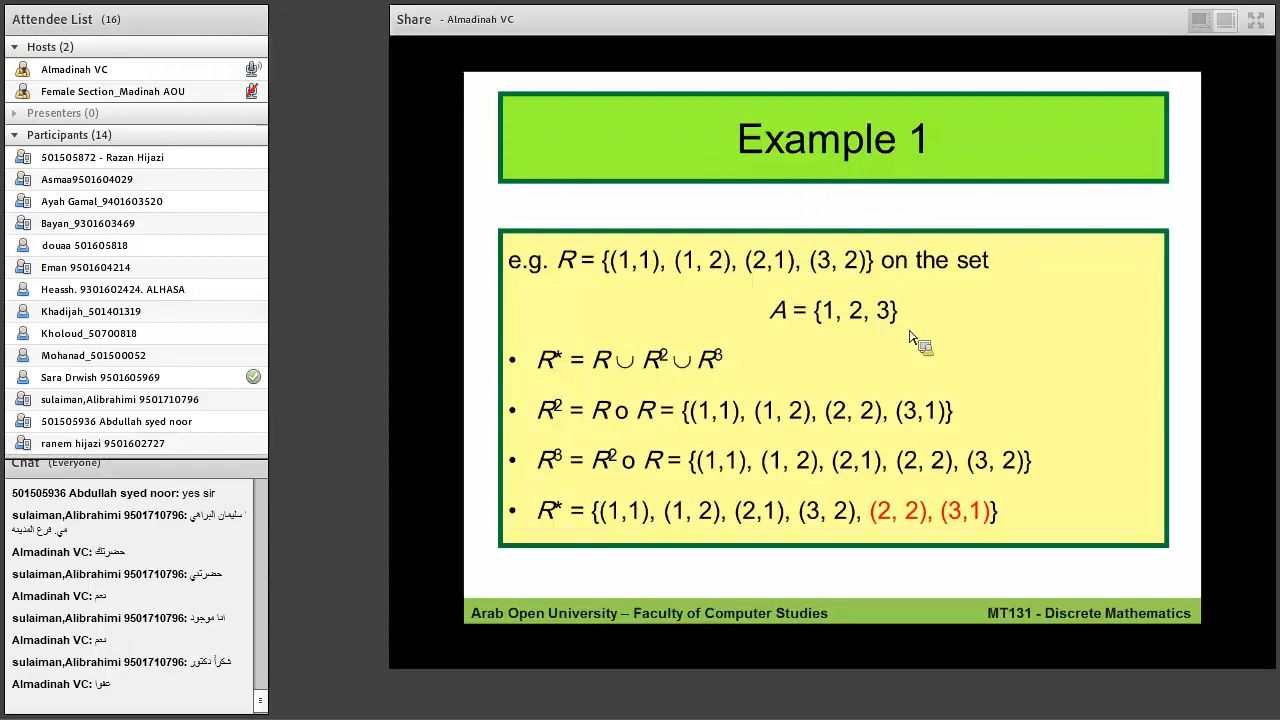 Attendee List (16)
Hosts (2)
Almadinah VC
Female Section_Madinah AOU
Presenters (0)
Participants (14)
501505872 - Razan Hijazi
Asmaa9501604029
Ayah Gamal_9401603520
Bayan_9301603469
douaa 501605818
Eman 9501604214
Heassh. 9301602424. ALHASA
Khadijah_501401319
Kholoud_50700818
Mohanad_501500052
Sara Drwish 9501605969
sulaiman,Alibrahimi 9501710796
501505936 Abdullah syed noor
ranem hijazi 9501602727
Chat (Everyone)
501505936 Abdullah syed noor: yes sir
sulaiman,Alibrahimi 9501710796: سليمان البراهي
مي. فرع المدينه
Almadinah VC: حضرتك
sulaiman,Alibrahimi 9501710796: حضرتني
Almadinah VC: نعم
sulaiman,Alibrahimi 9501710796: انا موجود
Almadinah VC: نعم
sulaiman,Alibrahimi 9501710796: شكرأ دكتور
Almadinah VC: عفوا
Share - Almadinah VC
Example 1
e.g. R = {(1,1), (1, 2), (2,1), (3, 2)} on the set
A = {1, 2, 3}
• R* = R ∪ R² ∪ R³
• R² = R o R = {(1,1), (1, 2), (2, 2), (3,1)}
• R³ = R² o R = {(1,1), (1, 2), (2,1), (2, 2), (3, 2)}
• R* = {(1,1), (1, 2), (2,1), (3, 2), (2, 2), (3,1)}
Arab Open University – Faculty of Computer Studies
MT131 - Discrete Mathematics